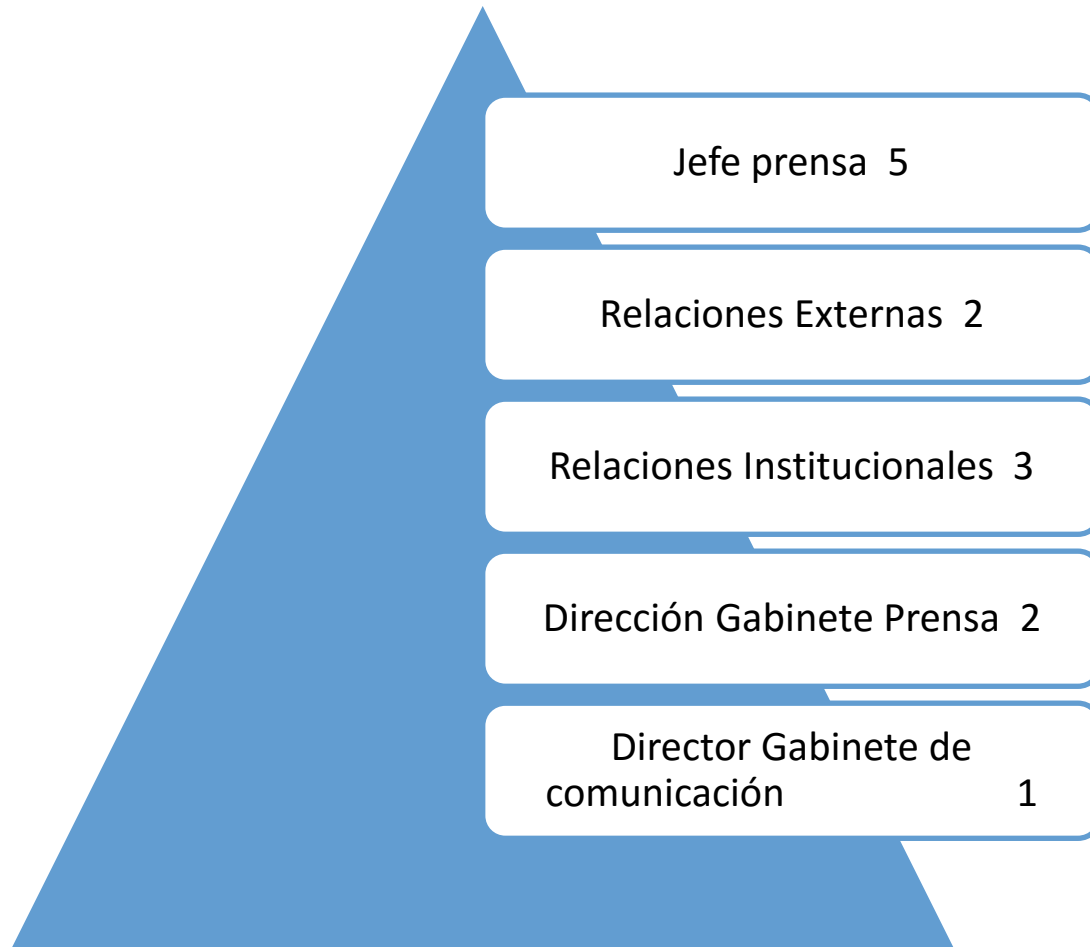 Jefe prensa 5
Relaciones Externas 2
Relaciones Institucionales 3
Dirección Gabinete Prensa 2
Director Gabinete de
comunicación 1